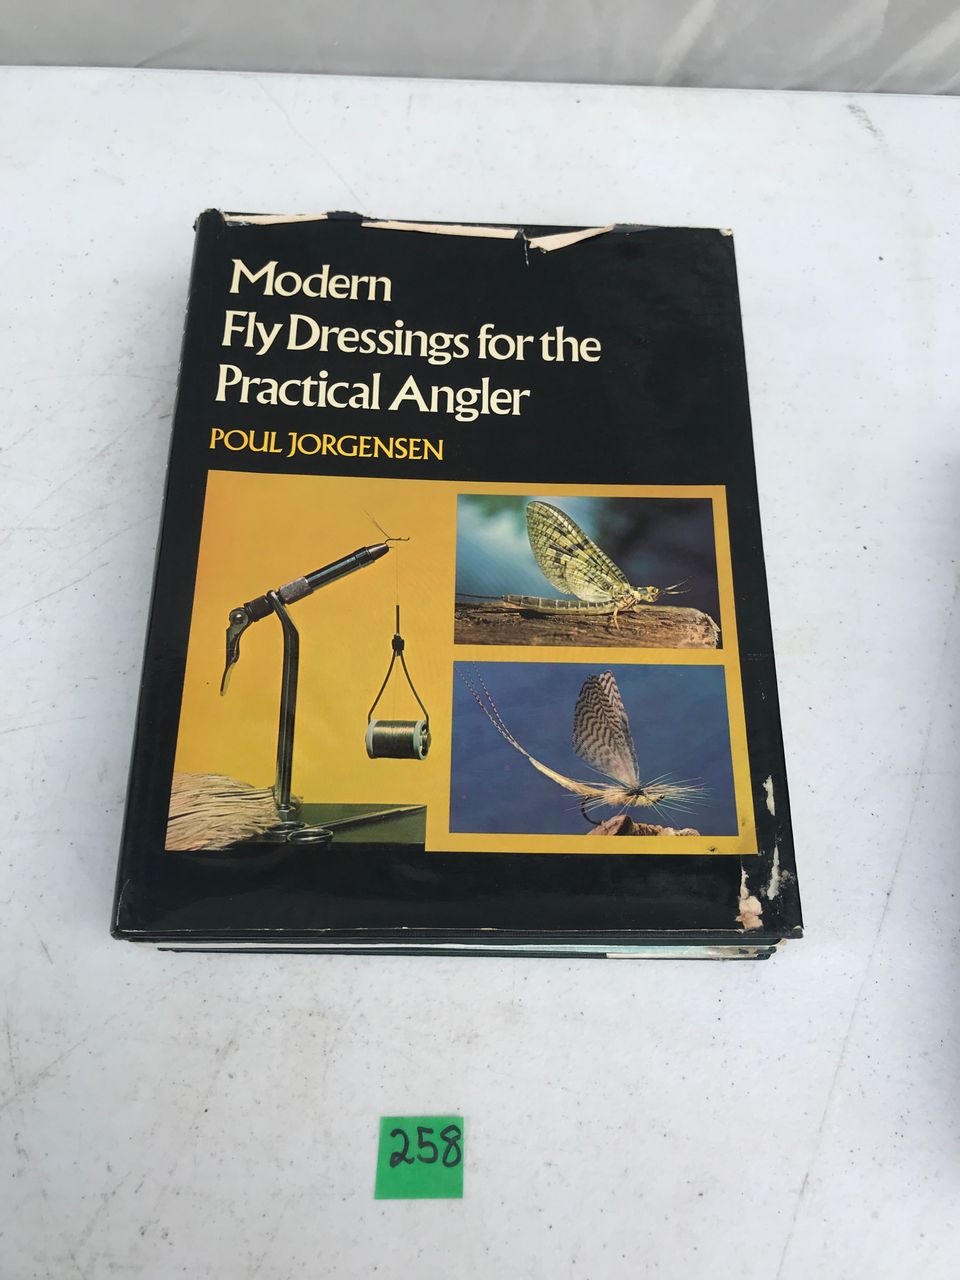 Modern
Fly Dressings for the
Practical Angler
POUL JORGENSEN
258